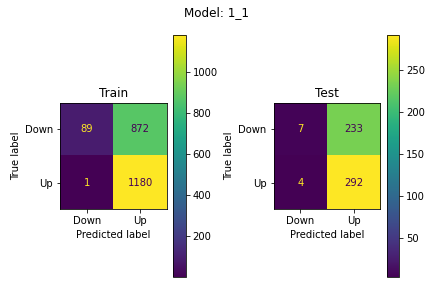 Model: 1_1
Train
True label
Down
89
872
Up
1
1180
Down
Up
Predicted label
1000
800
600
400
200
Test
True label
Down
7
233
Up
4
292
Down
Up
Predicted label
250
200
150
100
50